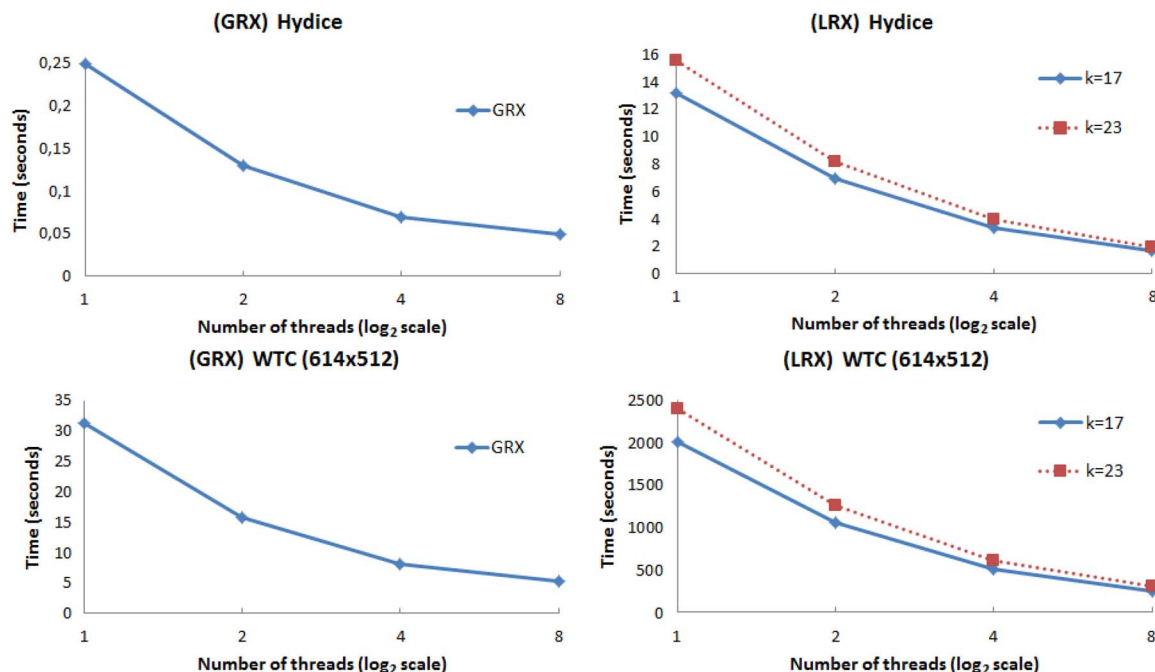 (GRX) Hydice
0,25
0,2
0,15
0,1
0,05
0
Time (seconds)
GRX
1 2 4 8
Number of threads (log₂ scale)
(LRX) Hydice
16
14
12
10
8
6
4
2
0
Time (seconds)
k=17
k=23
1 2 4 8
Number of threads (log₂ scale)
(GRX) WTC (614x512)
35
30
25
20
15
10
5
0
Time (seconds)
GRX
1 2 4 8
Number of threads (log₂ scale)
(LRX) WTC (614x512)
2500
2000
1500
1000
500
0
Time (seconds)
k=17
k=23
1 2 4 8
Number of threads (log₂ scale)